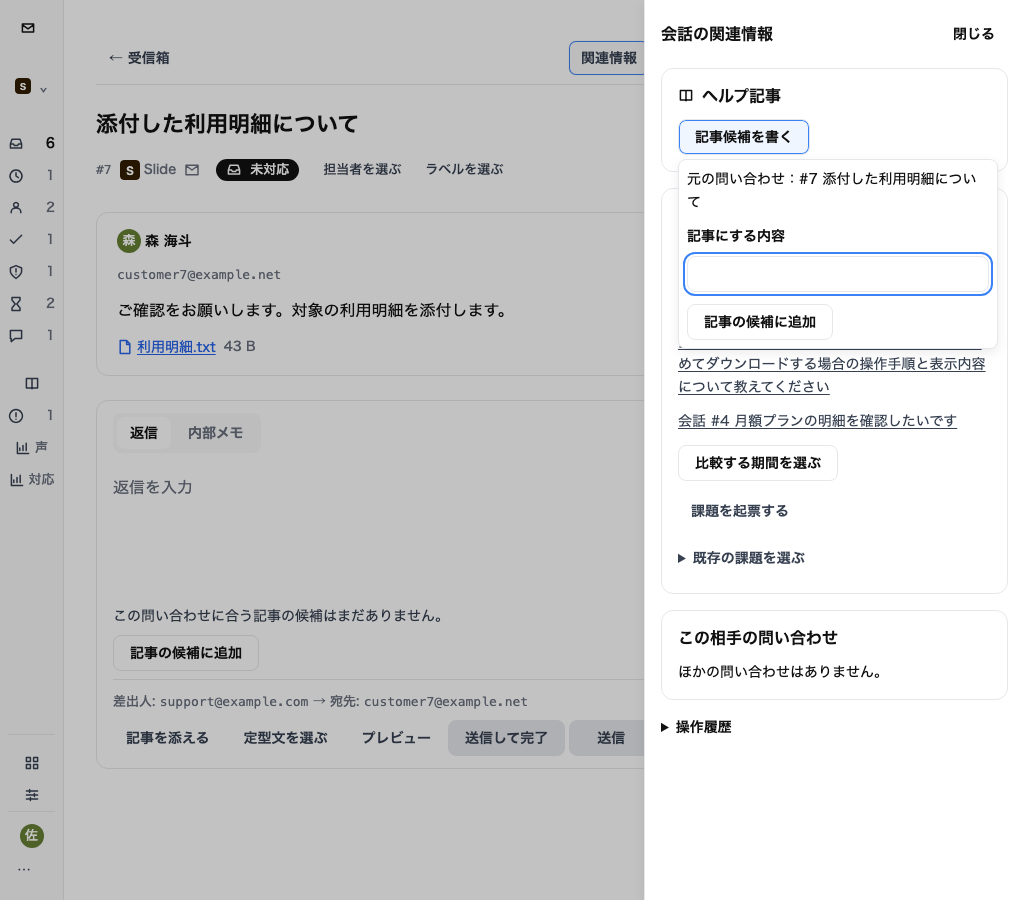 S
6
1
2
1
1
2
1
1
声
対応
佐
…
← 受信箱
関連情報
添付した利用明細について
#7 S Slide 未対応 担当者を選ぶ ラベルを選ぶ
森 森 海斗
customer7@example.net
ご確認をお願いします。対象の利用明細を添付します。
利用明細.txt 43 B
返信 内部メモ
返信を入力
この問い合わせに合う記事の候補はまだありません。
記事の候補に追加
差出人: support@example.com → 宛先: customer7@example.net
記事を添える 定型文を選ぶ プレビュー 送信して完了 送信
会話の関連情報 閉じる
ヘルプ記事
記事候補を書く
元の問い合わせ：#7 添付した利用明細につい
て
記事にする内容
記事の候補に追加
めてダウンロードする場合の操作手順と表示内容
について教えてください
会話 #4 月額プランの明細を確認したいです
比較する期間を選ぶ
課題を起票する
▶ 既存の課題を選ぶ
この相手の問い合わせ
ほかの問い合わせはありません。
▶ 操作履歴